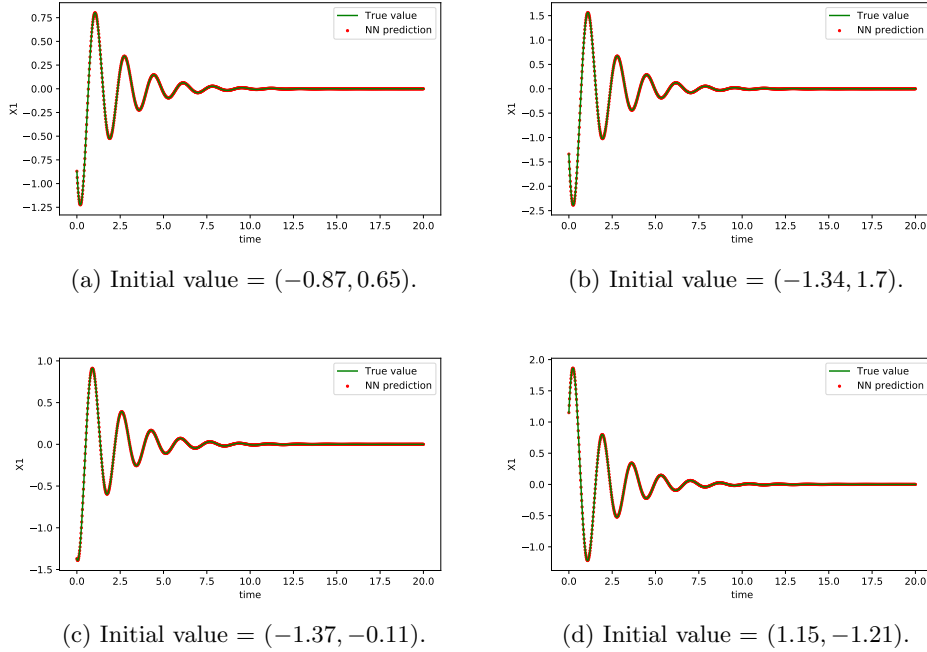 0.75
0.50
0.25
0.00
−0.25
−0.50
−0.75
−1.00
−1.25
X1
0.0 2.5 5.0 7.5 10.0 12.5 15.0 17.5 20.0
time
True value
NN prediction
(a) Initial value = (−0.87, 0.65).
1.5
1.0
0.5
0.0
−0.5
−1.0
−1.5
−2.0
−2.5
X1
0.0 2.5 5.0 7.5 10.0 12.5 15.0 17.5 20.0
time
True value
NN prediction
(b) Initial value = (−1.34, 1.7).
1.0
0.5
0.0
−0.5
−1.0
−1.5
X1
0.0 2.5 5.0 7.5 10.0 12.5 15.0 17.5 20.0
time
True value
NN prediction
(c) Initial value = (−1.37, −0.11).
2.0
1.5
1.0
0.5
0.0
−0.5
−1.0
X1
0.0 2.5 5.0 7.5 10.0 12.5 15.0 17.5 20.0
time
True value
NN prediction
(d) Initial value = (1.15, −1.21).